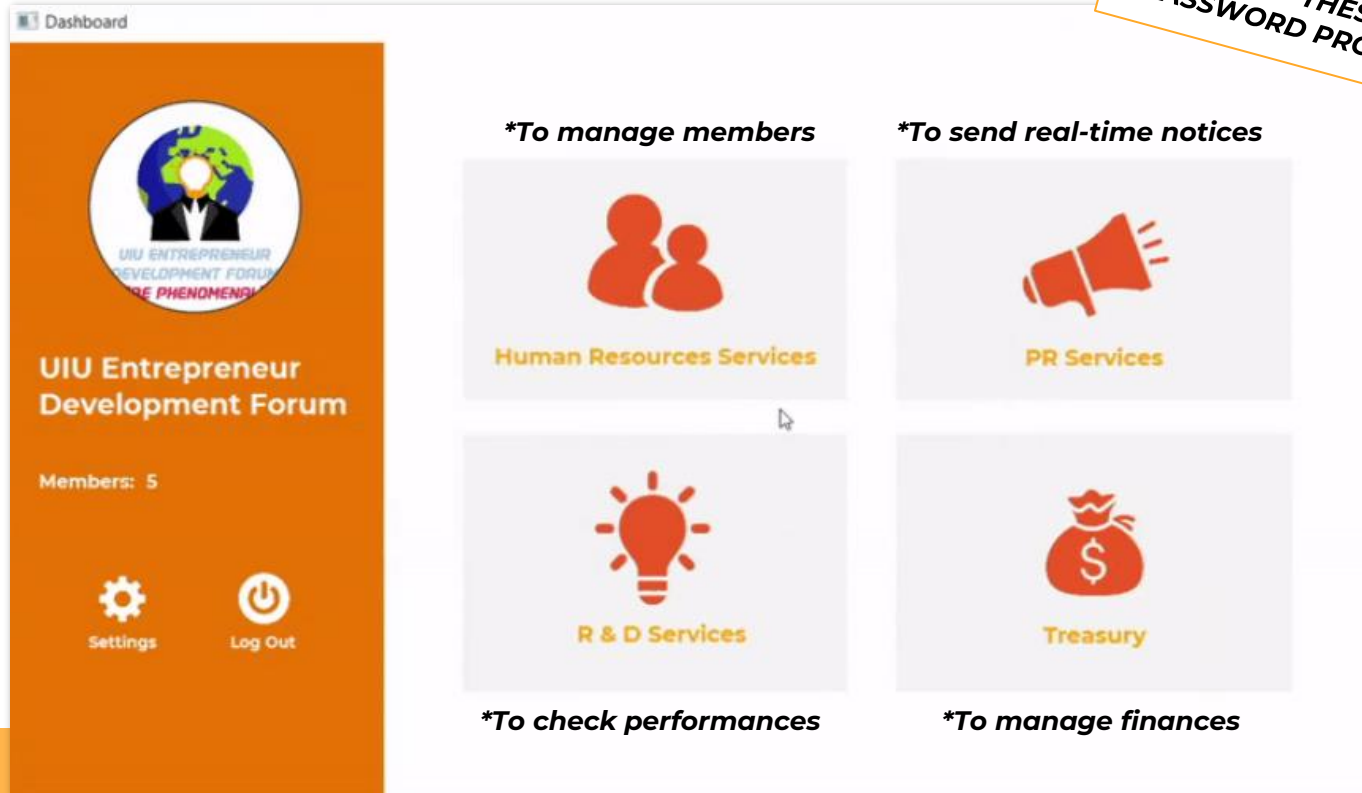 Dashboard
*To manage members
*To send real-time notices
UIU ENTREPRENEUR
DEVELOPMENT FORUM
PHENOMENAL
UIU Entrepreneur
Development Forum
Members: 5
Settings
Log Out
Human Resources Services
PR Services
R & D Services
Treasury
$
*To check performances
*To manage finances